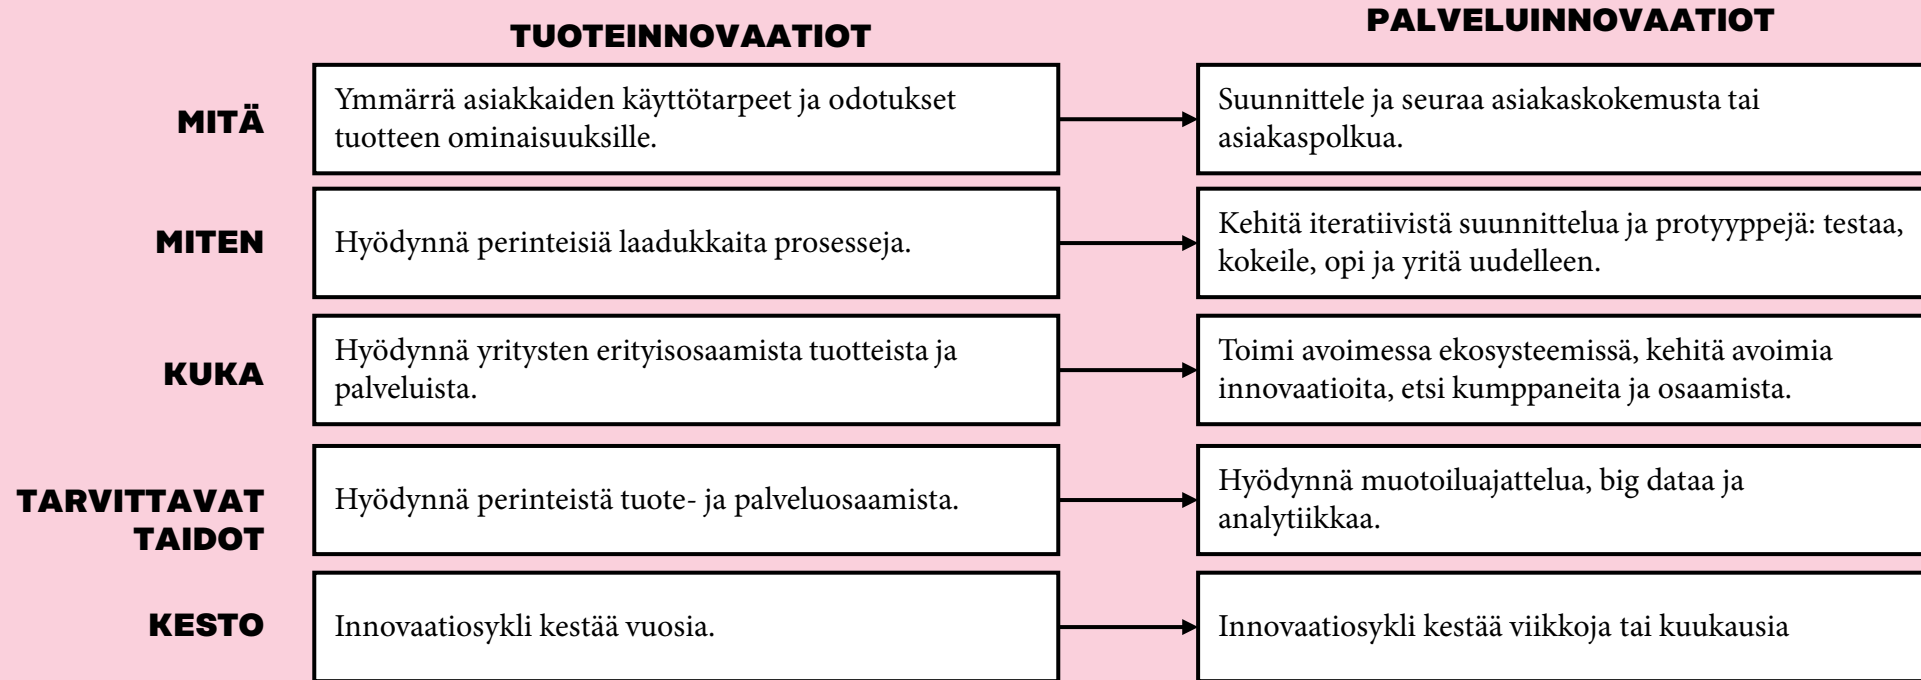 TUOTEINNOVAATIOT
PALVELUINNOVAATIOT
MITÄ
Ymmärrä asiakkaiden käyttötarpeet ja odotukset
tuotteen ominaisuuksille.
Suunnittele ja seuraa asiakaskokemusta tai
asiakaspolkua.
MITEN
Hyödynnä perinteisiä laadukkaita prosesseja.
Kehitä iteratiivistä suunnittelua ja protyyppejä: testaa,
kokeile, opi ja yritä uudelleen.
KUKA
Hyödynnä yritysten erityisosaamista tuotteista ja
palveluista.
Toimi avoimessa ekosysteemissä, kehitä avoimia
innovaatioita, etsi kumppaneita ja osaamista.
TARVITTAVAT
TAIDOT
Hyödynnä perinteistä tuote- ja palveluosaamista.
Hyödynnä muotoiluajattelua, big dataa ja
analytiikkaa.
KESTO
Innovaatiosykli kestää vuosia.
Innovaatiosykli kestää viikkoja tai kuukausia